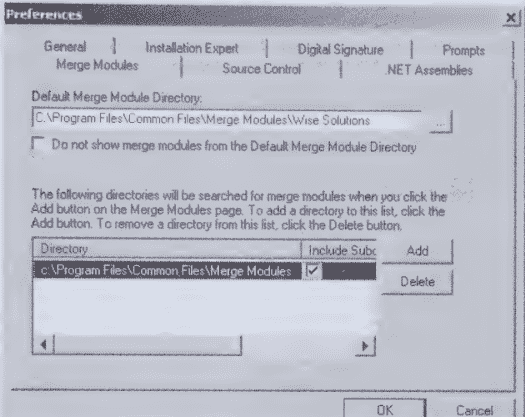 Preferences
General Installation Expert Digital Signature Prompts
Merge Modules Source Control .NET Assemblies
Default Merge Module Directory:
C:\Program Files\Common Files\Merge Modules\Wise Solutions ...
Do not show merge modules from the Default Merge Module Directory
The following directories will be searched for merge modules when you click the
Add button on the Merge Modules page. To add a directory to this list, click the
Add button. To remove a directory from this list, click the Delete button.
Directory Include Subd Add
c:\Program Files\Common Files\Merge Modules
Delete
OK Cancel